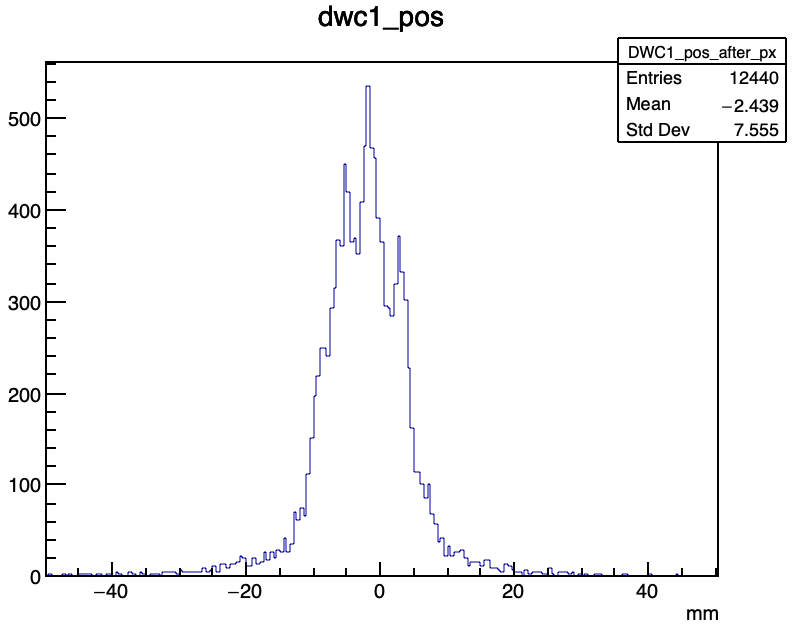 dwc1_pos
DWC1_pos_after_px
Entries 12440
Mean −2.439
Std Dev 7.555
500
400
300
200
100
0
−40 −20 0 20 40
mm